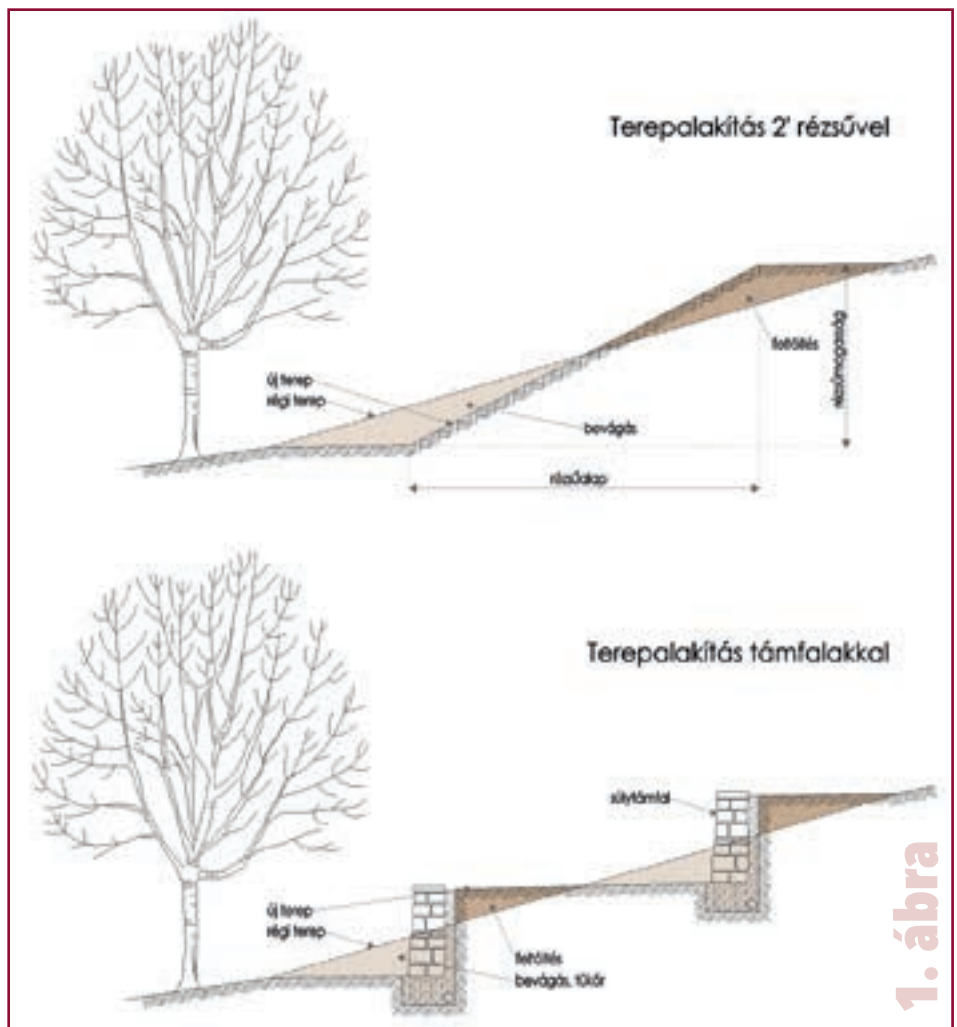 Terepalakítás 2' rézsűvel
feltöltés
rézsűmagasság
új terep
régi terep
bevágás
rézsűalap
Terepalakítás támfalakkal
súlytámfal
új terep
régi terep
feltöltés
bevágás, tükör
1. ábra